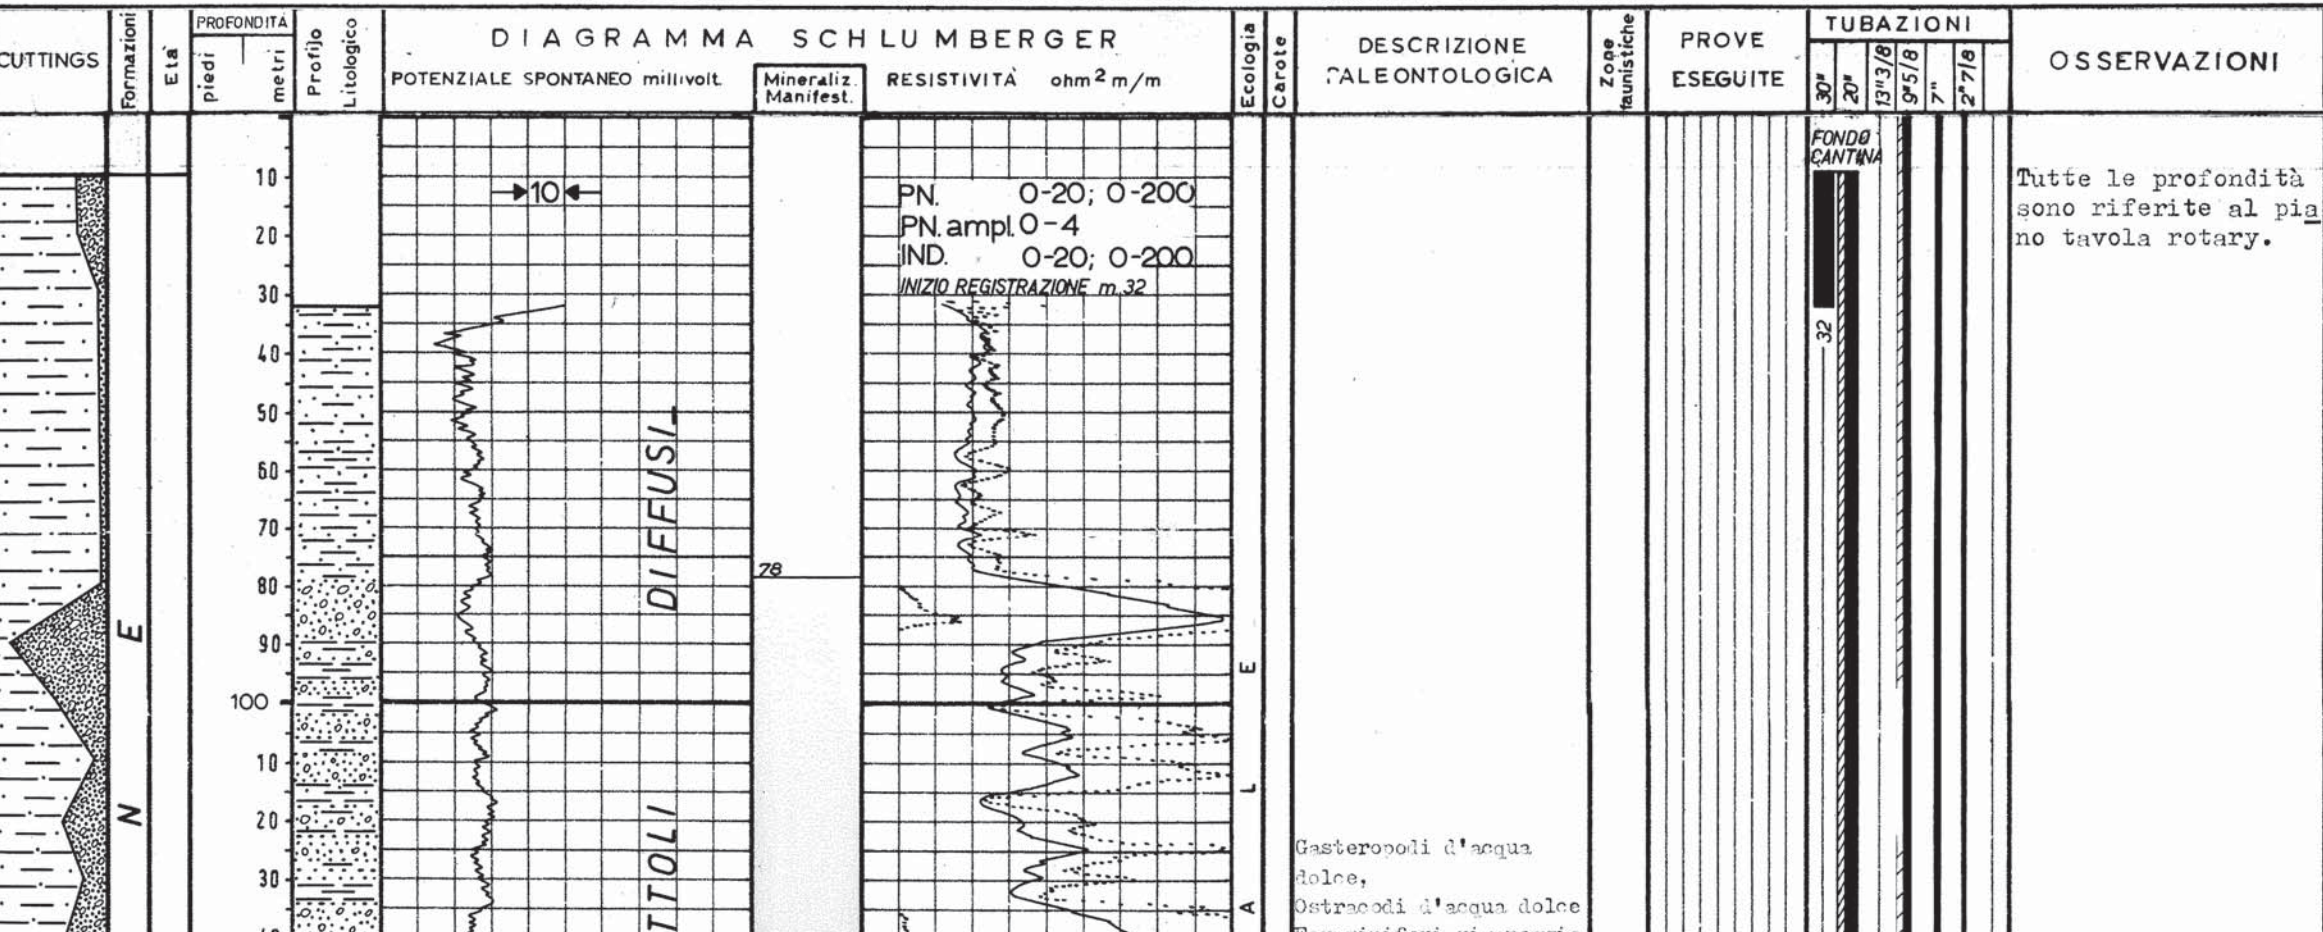 CUTTINGS
Formazioni
Età
PROFONDITÀ
piedi
metri
Profilo
Litologico
DIAGRAMMA SCHLUMBERGER
POTENZIALE SPONTANEO millivolt.
Mineraliz.
Manifest.
RESISTIVITÀ ohm² m/m
Ecologia
Carote
DESCRIZIONE
PALEONTOLOGICA
Zone
faunistiche
PROVE
ESEGUITE
TUBAZIONI
30"
20"
13"3/8
9"5/8
7"
2"7/8
OSSERVAZIONI
FONDO
CANTINA
10
20
30
40
50
60
70
80
90
100
10
20
30
10
PN. 0-20; 0-200
PN. ampl. 0-4
IND. 0-20; 0-200
INIZIO REGISTRAZIONE m. 32
Tutte le profondità
sono riferite al pia
no tavola rotary.
32
78
DIFFUSI
TTOLI
E
N
E
L
A
Gasteropodi d'acqua
dolce,
Ostracodi d'acqua dolce